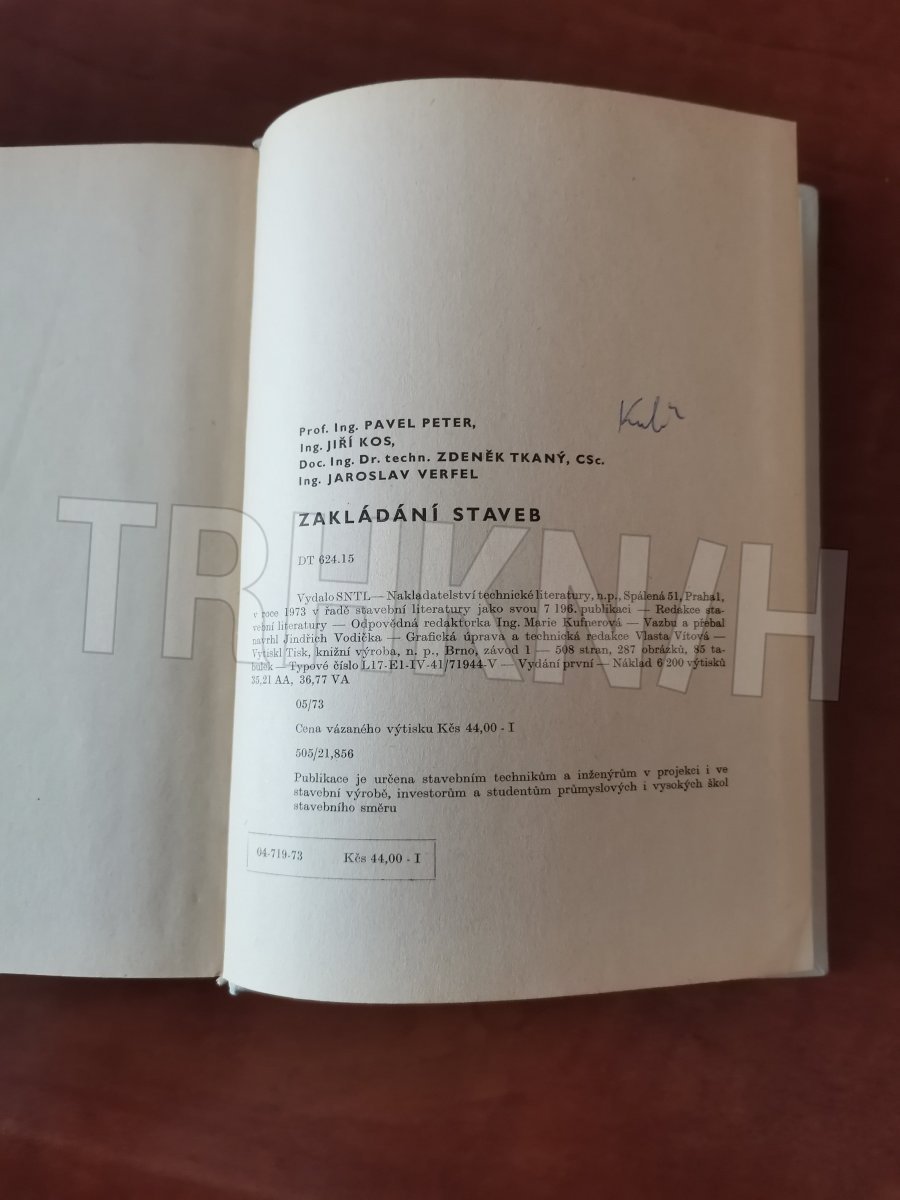 Prof. Ing. PAVEL PETER,
Ing. JIŘÍ KOS,
Doc. Ing. Dr. techn. ZDENĚK TKANÝ, CSc.
Ing. JAROSLAV VERFEL
ZAKLÁDÁNÍ STAVEB
DT 624.15
Vydalo SNTL — Nakladatelství technické literatury, n.p., Spálená 51, Praha 1,
v roce 1973 v řadě stavební literatury jako svou 7 196. publikaci — Redakce sta-
vební literatury — Odpovědná redaktorka Ing. Marie Kufnerová — Vazbu a přebal
navrhl Jindřich Vodička — Grafická úprava a technická redakce Vlasta Vítová —
Vytiskl Tisk, knižní výroba, n. p., Brno, závod 1 — 508 stran, 287 obrázků, 85 ta-
bulek — Typové číslo L17-E1-IV-41/71944-V — Vydání první — Náklad 6 200 výtisků
35,21 AA, 36,77 VA
05/73
Cena vázaného výtisku Kčs 44,00 - I
505/21,856
Publikace je určena stavebním technikům a inženýrům v projekci i ve
stavební výrobě, investorům a studentům průmyslových i vysokých škol
stavebního směru
04-719-73 Kčs 44,00 - I
TRHKNIH